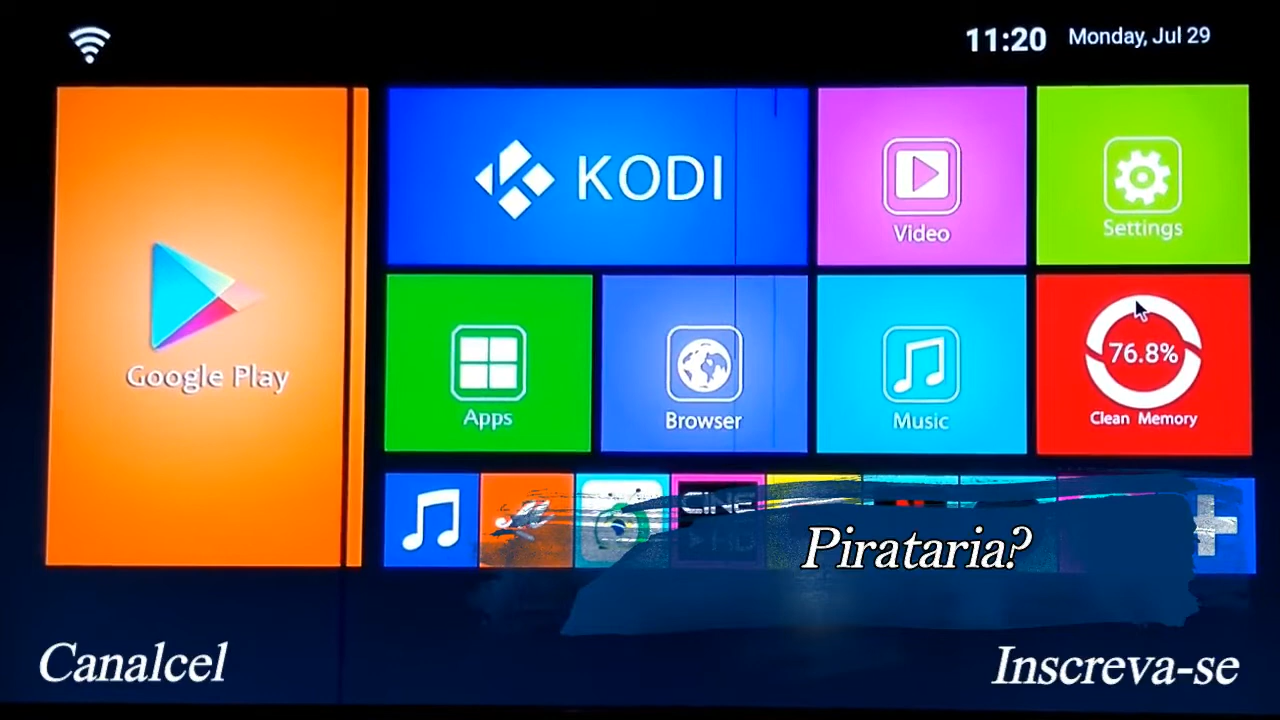 11:20 Monday, Jul 29
KODI
Video
Settings
Google Play
76.8%
Apps
Browser
Music
Clean Memory
CINE
Pirataria?
Canalcel
Inscreva-se